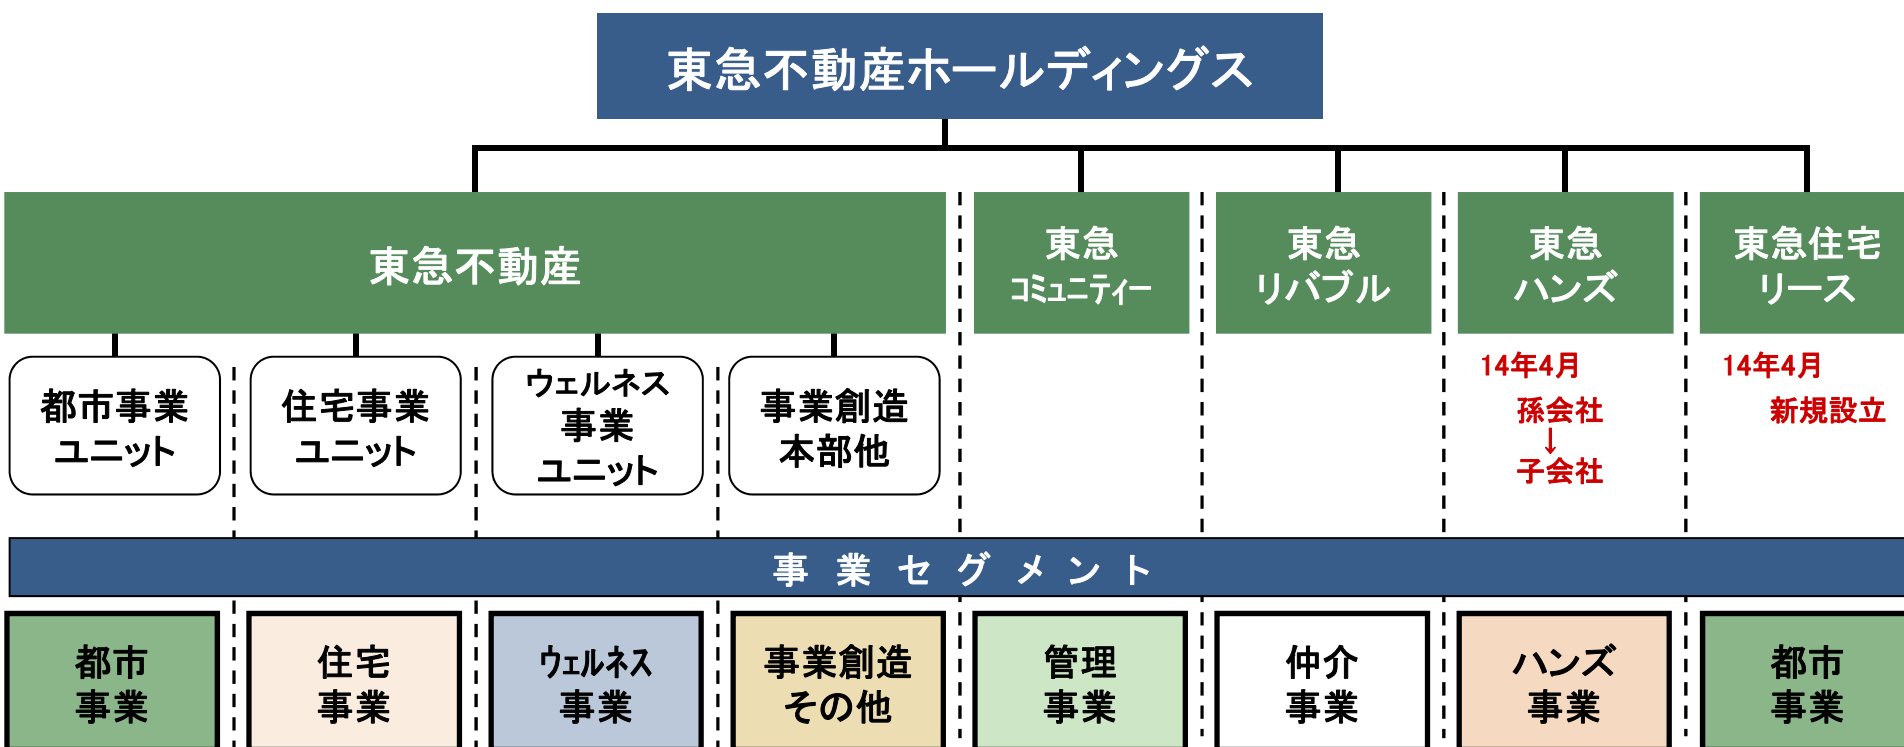 東急不動産ホールディングス
東急不動産
東急
コミュニティー
東急
リバブル
東急
ハンズ
東急住宅
リース
都市事業
ユニット
住宅事業
ユニット
ウェルネス
事業
ユニット
事業創造
本部他
14年4月
孫会社
↓
子会社
14年4月
新規設立
事業セグメント
都市
事業
住宅
事業
ウェルネス
事業
事業創造
その他
管理
事業
仲介
事業
ハンズ
事業
都市
事業